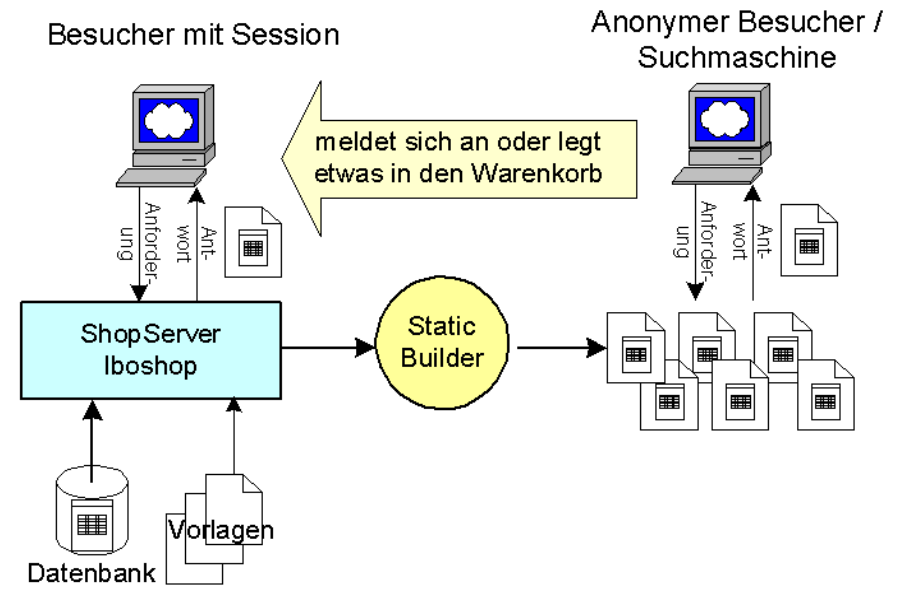 Besucher mit Session
Anonymer Besucher /
Suchmaschine
meldet sich an oder legt
etwas in den Warenkorb
Anforder-
ung
Ant-
wort
Anforder-
ung
Ant-
wort
ShopServer
Iboshop
Static
Builder
Vorlagen
Datenbank